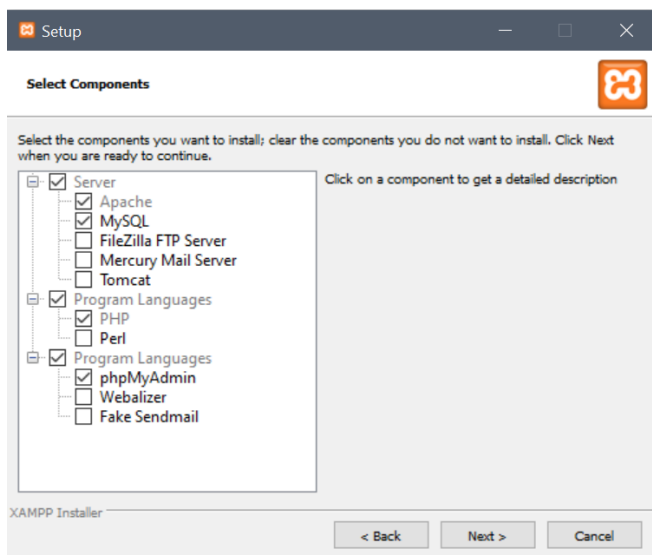 Setup
Select Components
Select the components you want to install; clear the components you do not want to install. Click Next
when you are ready to continue.
Server
Apache
MySQL
FileZilla FTP Server
Mercury Mail Server
Tomcat
Program Languages
PHP
Perl
Program Languages
phpMyAdmin
Webalizer
Fake Sendmail
Click on a component to get a detailed description
XAMPP Installer
< Back
Next >
Cancel